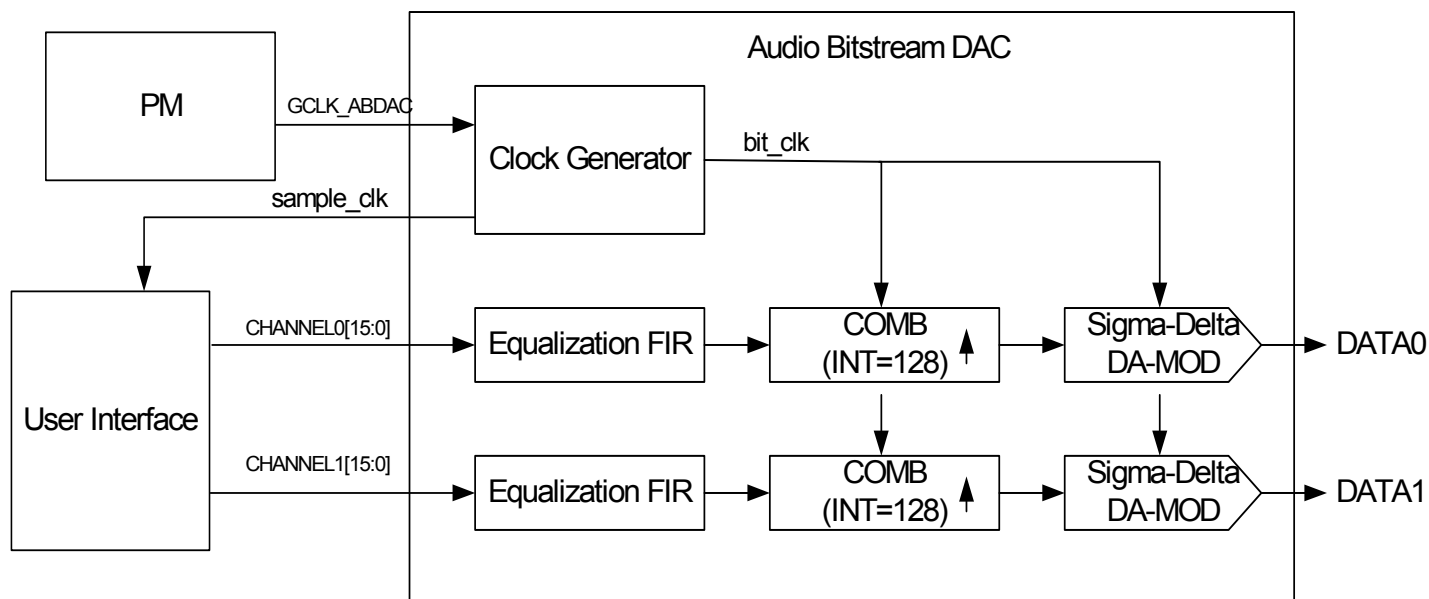 Audio Bitstream DAC
PM
GCLK_ABDAC
Clock Generator
bit_clk
sample_clk
User Interface
CHANNEL0[15:0]
Equalization FIR
COMB
(INT=128)
Sigma-Delta
DA-MOD
DATA0
CHANNEL1[15:0]
Equalization FIR
COMB
(INT=128)
Sigma-Delta
DA-MOD
DATA1